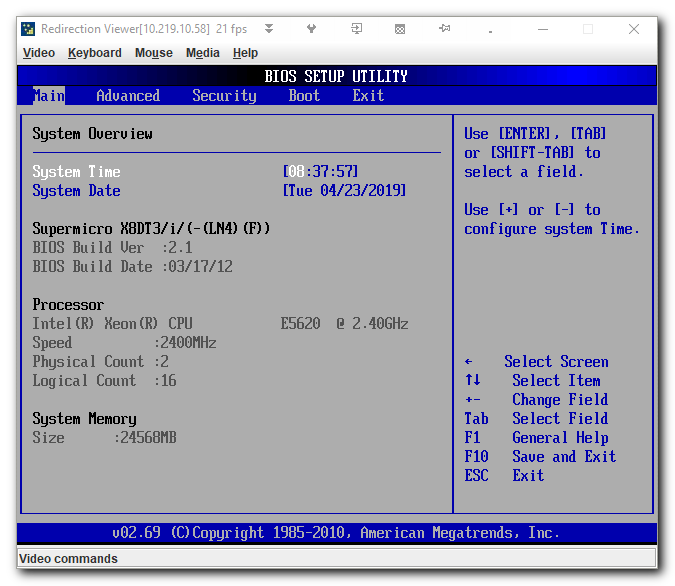 Redirection Viewer[10.219.10.58] 21 fps
Video Keyboard Mouse Media Help
BIOS SETUP UTILITY
Main Advanced Security Boot Exit
System Overview
System Time [08:37:57]
System Date [Tue 04/23/2019]
Supermicro X8DT3/i/(-(LN4)(F))
BIOS Build Ver :2.1
BIOS Build Date :03/17/12
Processor
Intel(R) Xeon(R) CPU E5620 @ 2.40GHz
Speed :2400MHz
Physical Count :2
Logical Count :16
System Memory
Size :24568MB
Use [ENTER], [TAB]
or [SHIFT-TAB] to
select a field.
Use [+] or [-] to
configure system Time.
← Select Screen
↑↓ Select Item
+- Change Field
Tab Select Field
F1 General Help
F10 Save and Exit
ESC Exit
v02.69 (C)Copyright 1985-2010, American Megatrends, Inc.
Video commands